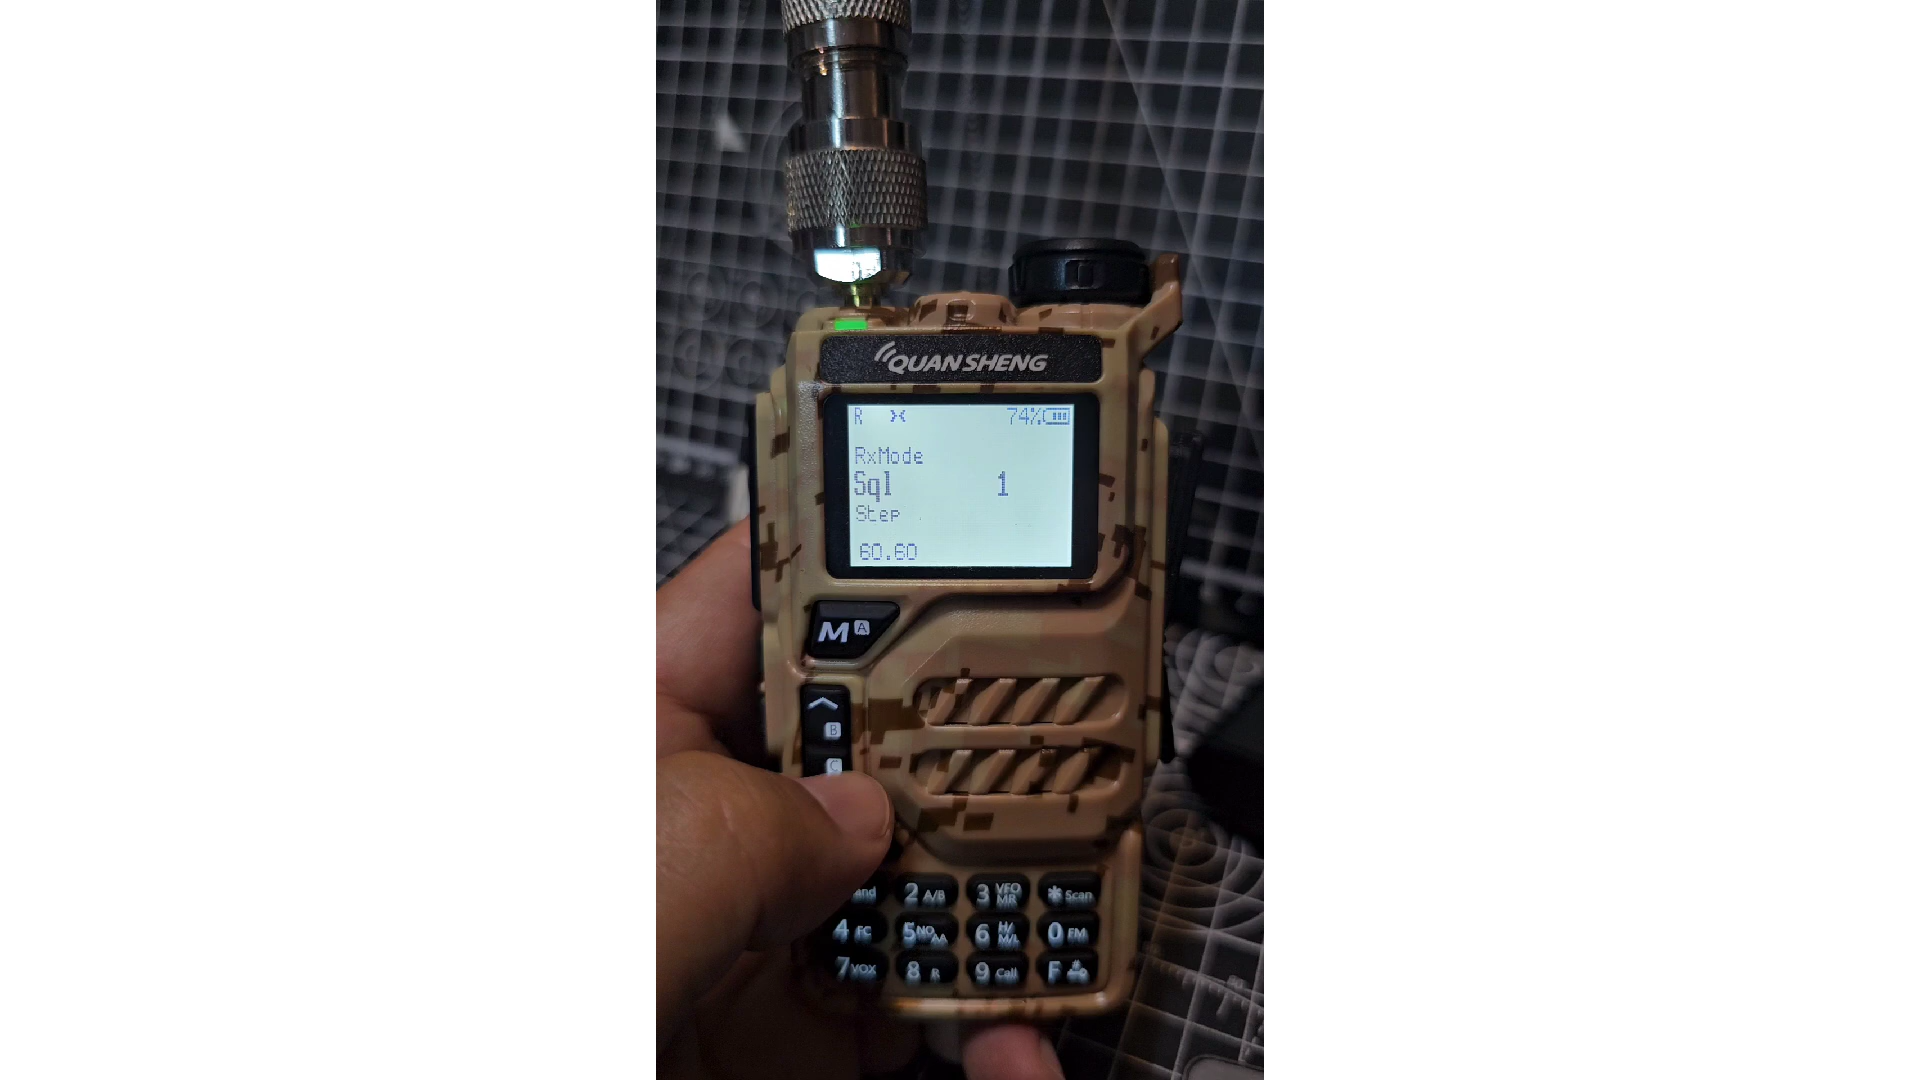 QUANSHENG
R 74%
RxMode
Sql 1
Step
60.60
M A
B
C
and 2 A/B 3 VFO MR * Scan
4 FC 5 NOAA 6 H/M/L 0 FM
7 VOX 8 R 9 Call F #